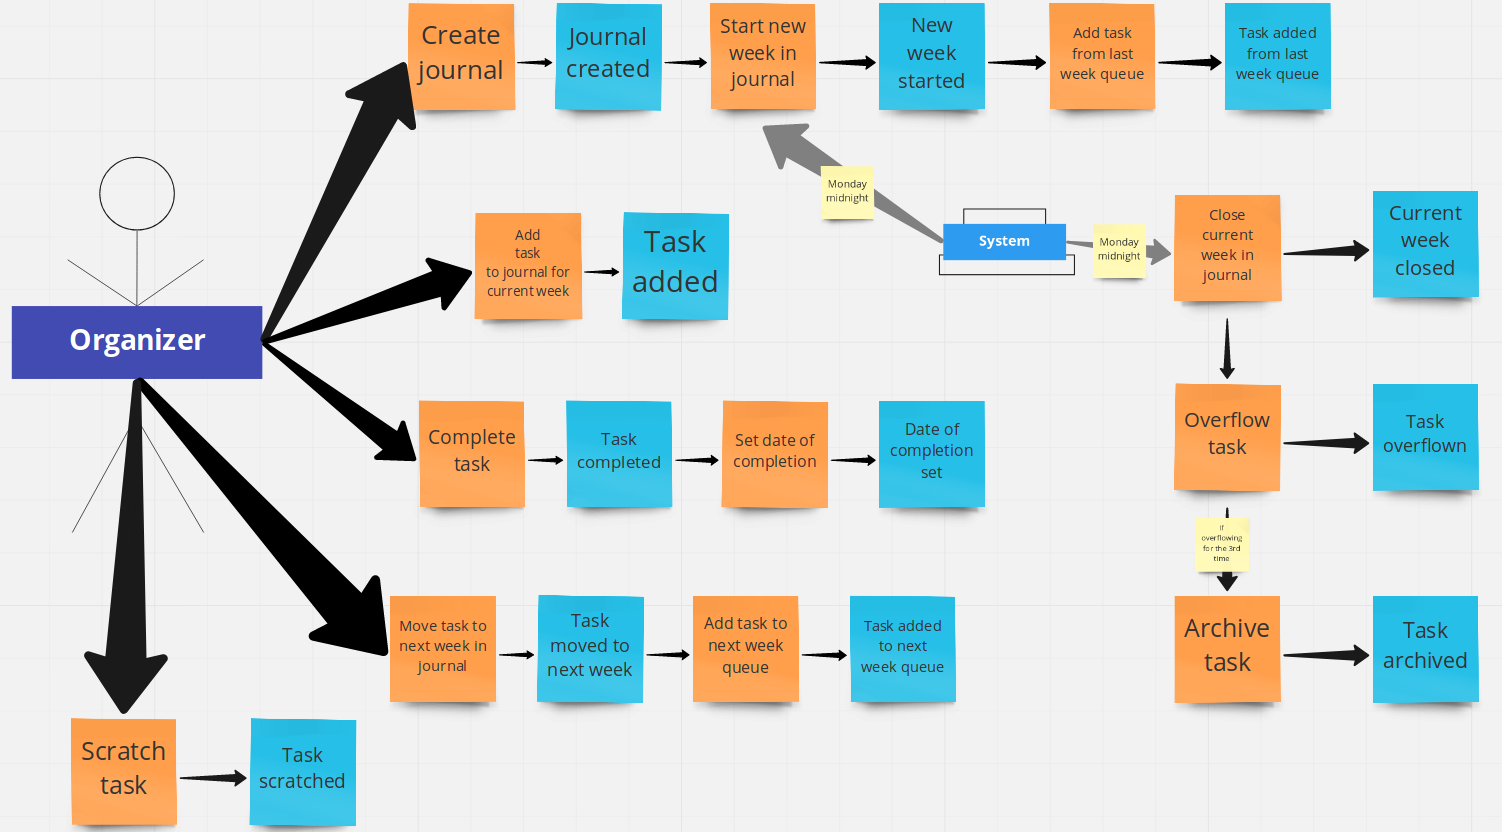 Create
journal
Journal
created
Start new
week in
journal
New
week
started
Add task
from last
week queue
Task added
from last
week queue
Monday
midnight
System
Monday
midnight
Close
current
week in
journal
Current
week
closed
Add
task
to journal for
current week
Task
added
Organizer
Complete
task
Task
completed
Set date of
completion
Date of
completion
set
Overflow
task
Task
overflown
If
overflowing
for the 3rd
time
Move task to
next week in
journal
Task
moved to
next week
Add task to
next week
queue
Task added
to next
week queue
Archive
task
Task
archived
Scratch
task
Task
scratched